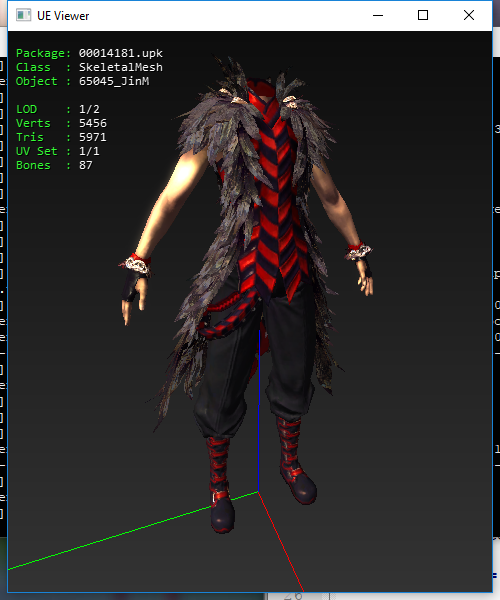 UE Viewer
Package: 00014181.upk
Class : SkeletalMesh
Object : 65045_JinM
LOD : 1/2
Verts : 5456
Tris : 5971
UV Set : 1/1
Bones : 87